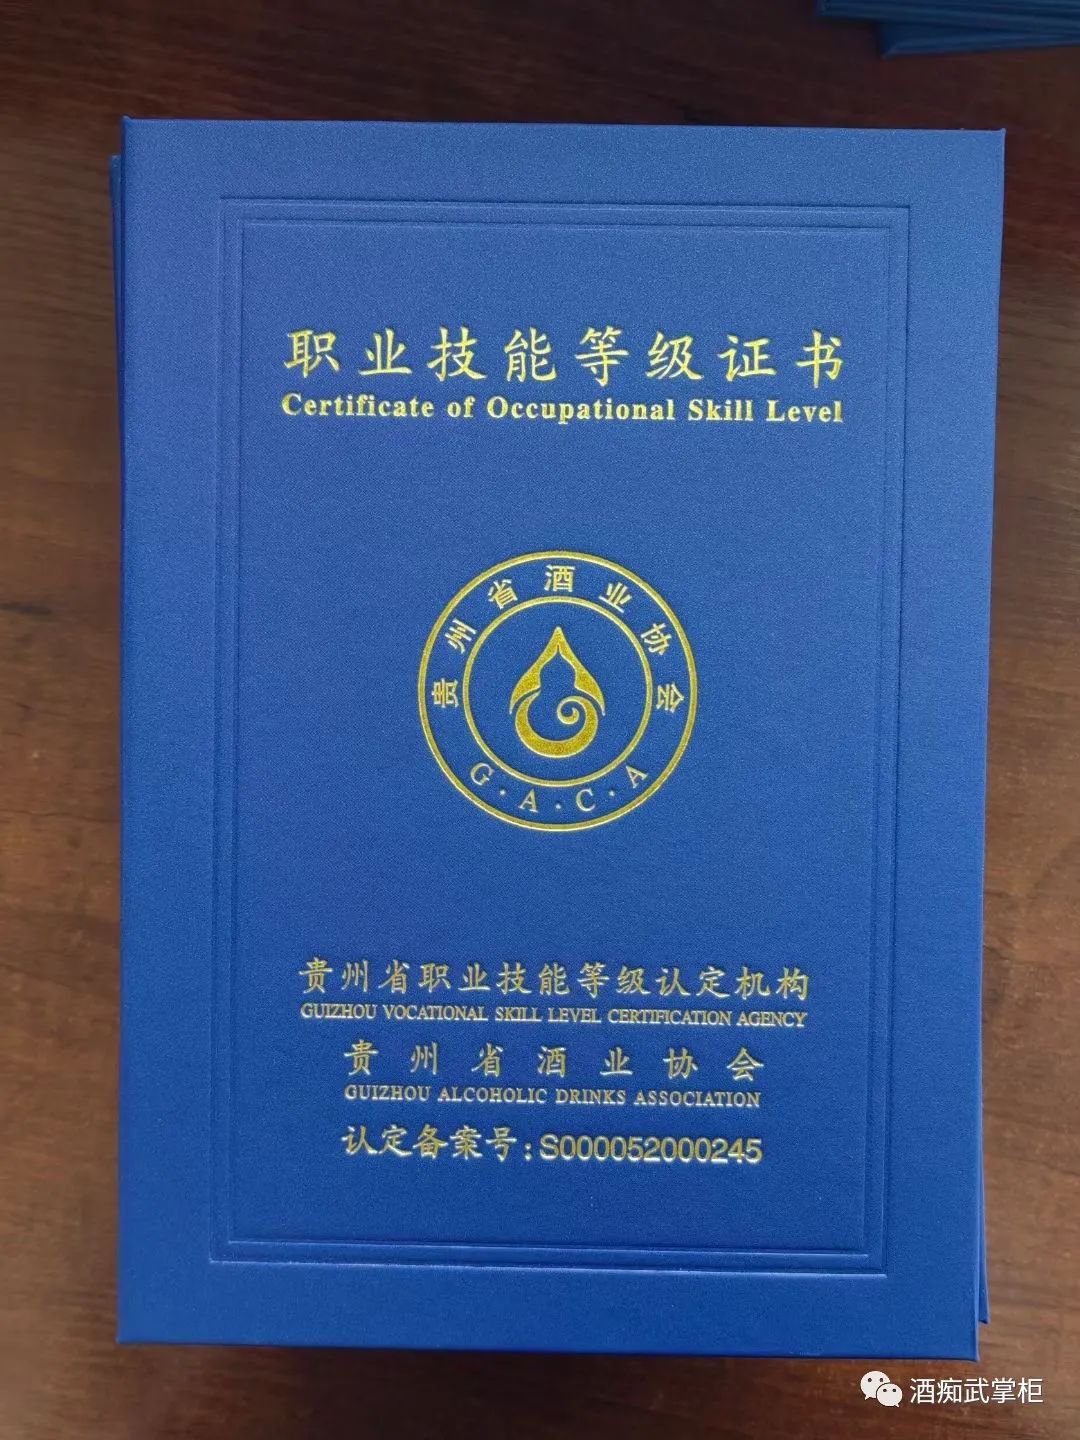 职业技能等级证书
Certificate of Occupational Skill Level
贵州省酒业协会
G·A·C·A
贵州省职业技能等级认定机构
GUIZHOU VOCATIONAL SKILL LEVEL CERTIFICATION AGENCY
贵州省酒业协会
GUIZHOU ALCOHOLIC DRINKS ASSOCIATION
认定备案号:S000052000245
酒痴武掌柜